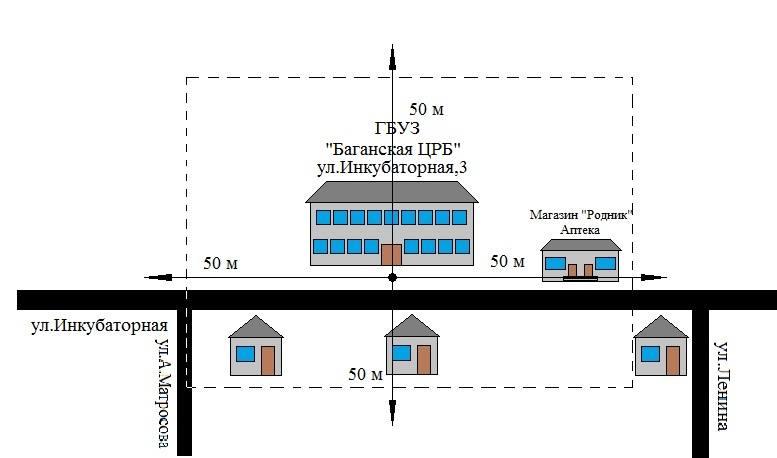 50 м
ГБУЗ
"Баганская ЦРБ"
ул.Инкубаторная,3
Магазин "Родник"
Аптека
50 м
50 м
ул.Инкубаторная
ул.А.Матросова
50 м
ул.Ленина